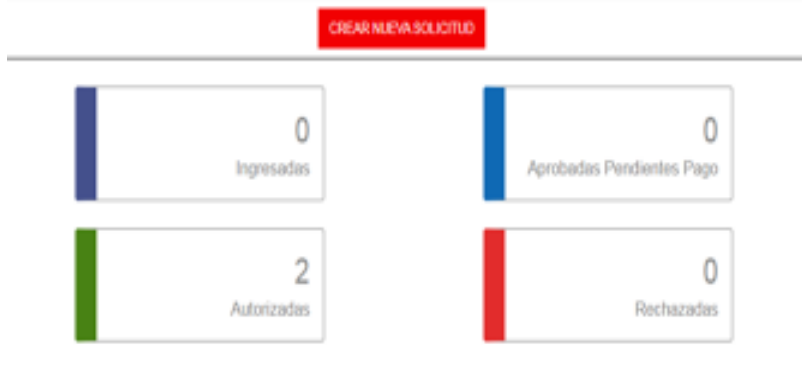 CREAR NUEVA SOLICITUD
0
Ingresadas
0
Aprobadas Pendientes Pago
2
Autorizadas
0
Rechazadas